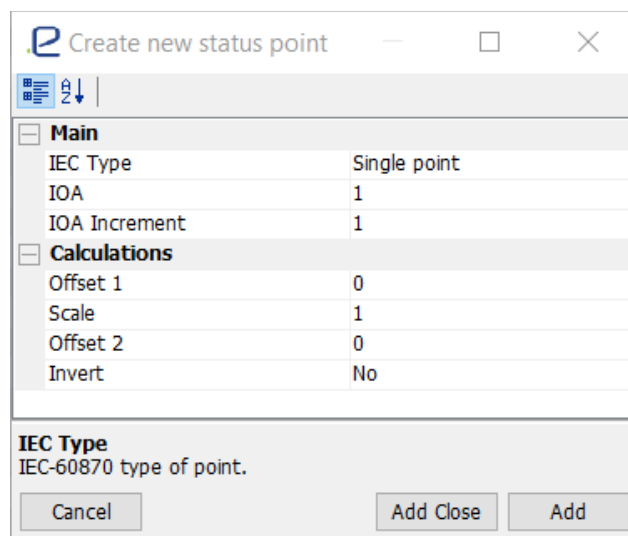 Create new status point
Main
IEC Type Single point
IOA 1
IOA Increment 1
Calculations
Offset 1 0
Scale 1
Offset 2 0
Invert No
IEC Type
IEC-60870 type of point.
Cancel Add Close Add